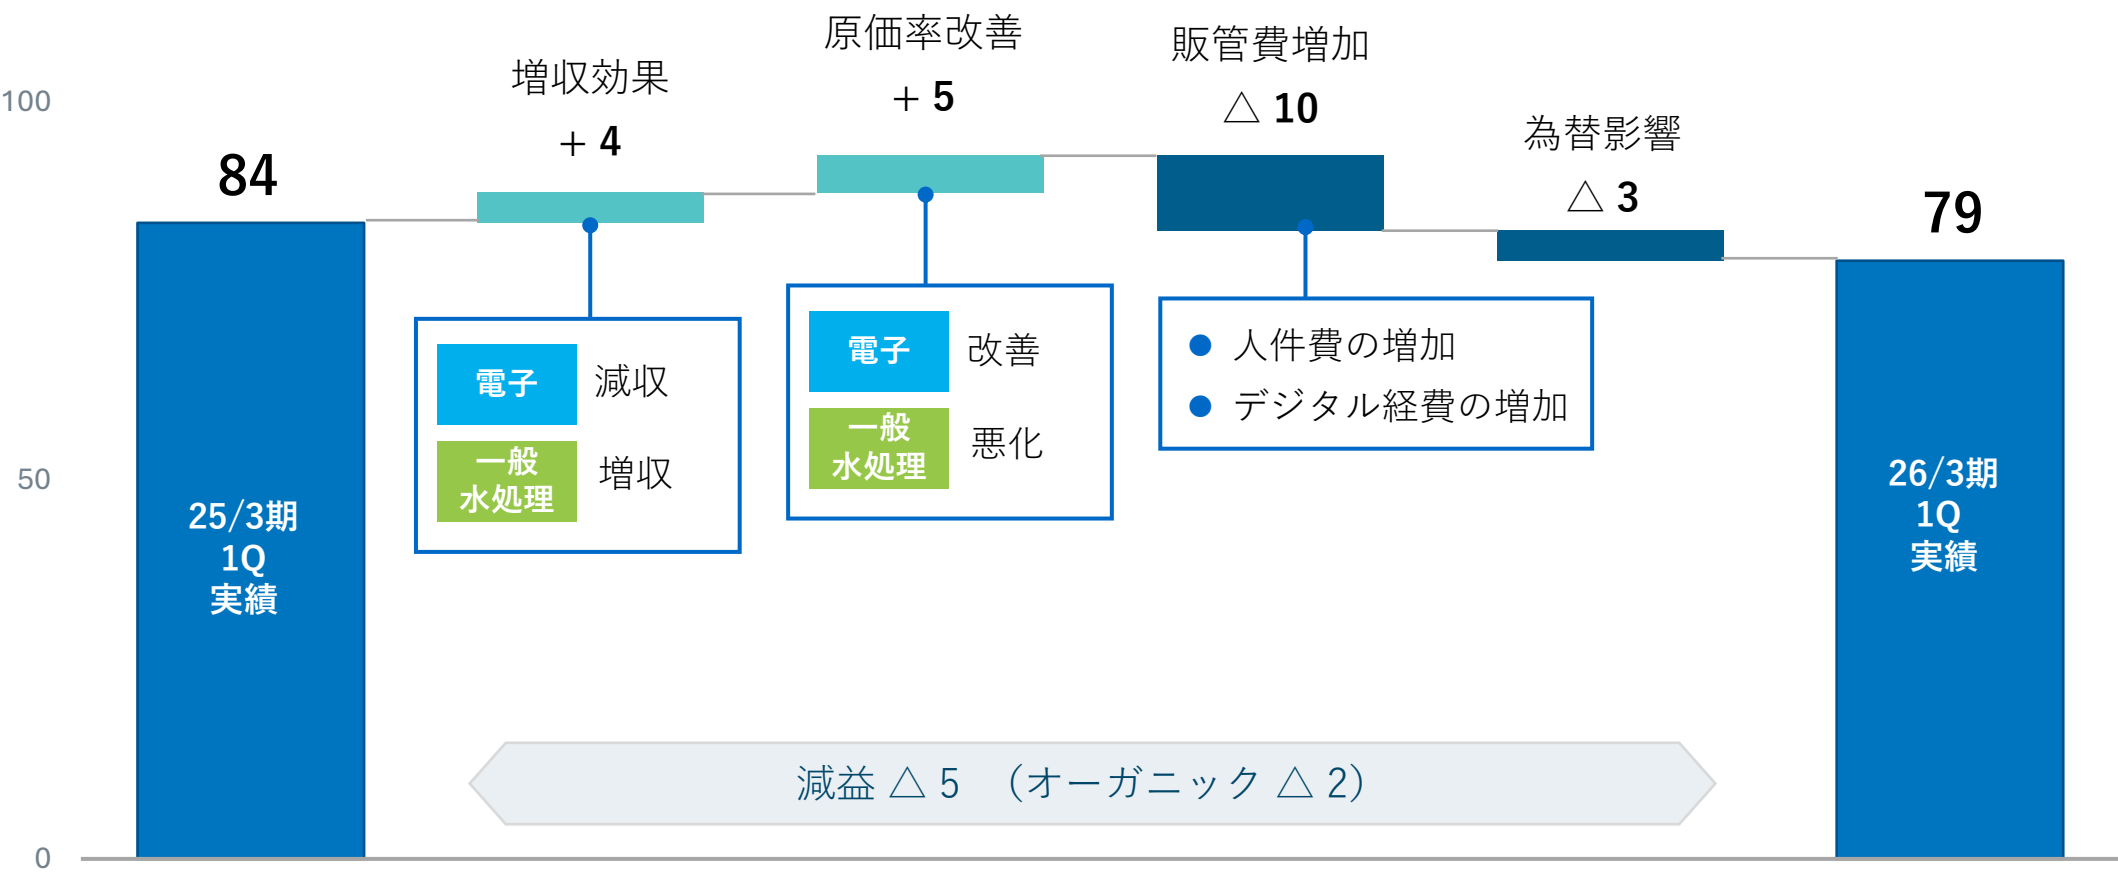 原価率改善
+ 5
販管費増加
△ 10
増収効果
+ 4
100
為替影響
△ 3
84
79
電子
改善
一般
水処理
悪化
電子
減収
一般
水処理
増収
● 人件費の増加
● デジタル経費の増加
50
25/3期
1Q
実績
26/3期
1Q
実績
減益 △ 5 （オーガニック △ 2）
0